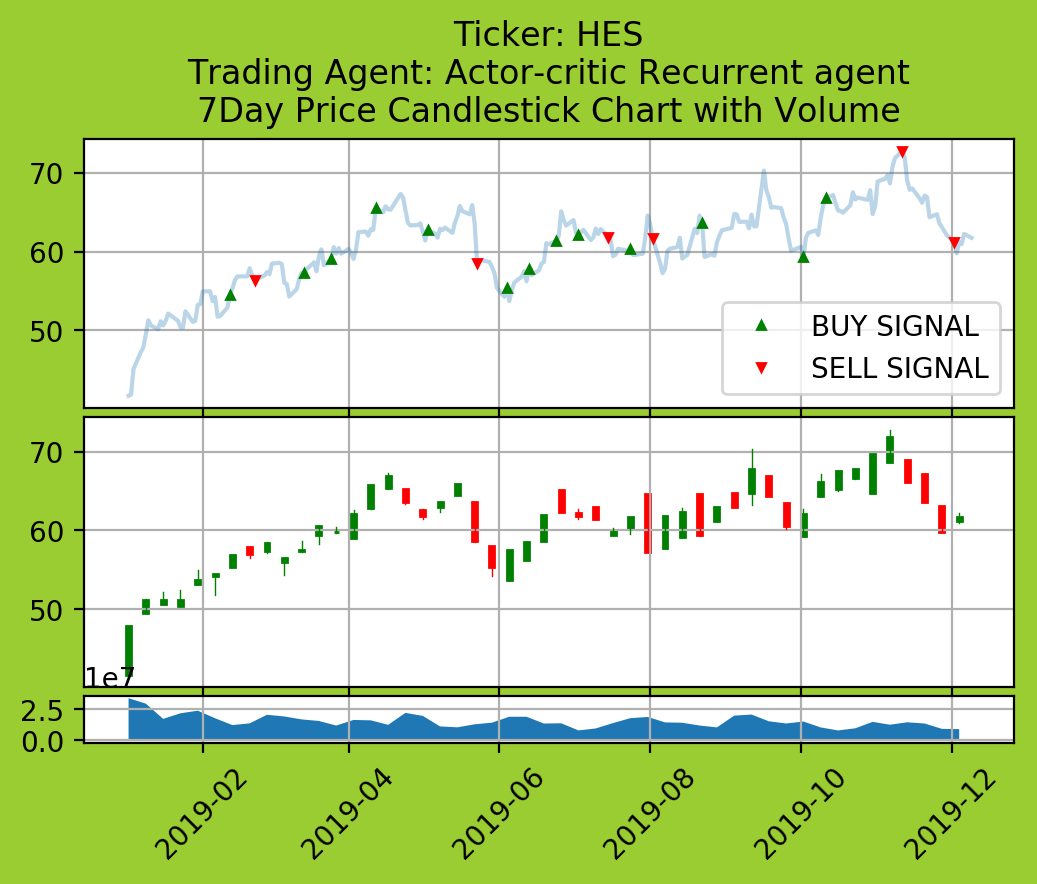 Ticker: HES
Trading Agent: Actor-critic Recurrent agent
7Day Price Candlestick Chart with Volume
70
60
50
BUY SIGNAL
SELL SIGNAL
70
60
50
1e7
2.5
0.0
2019-02
2019-04
2019-06
2019-08
2019-10
2019-12